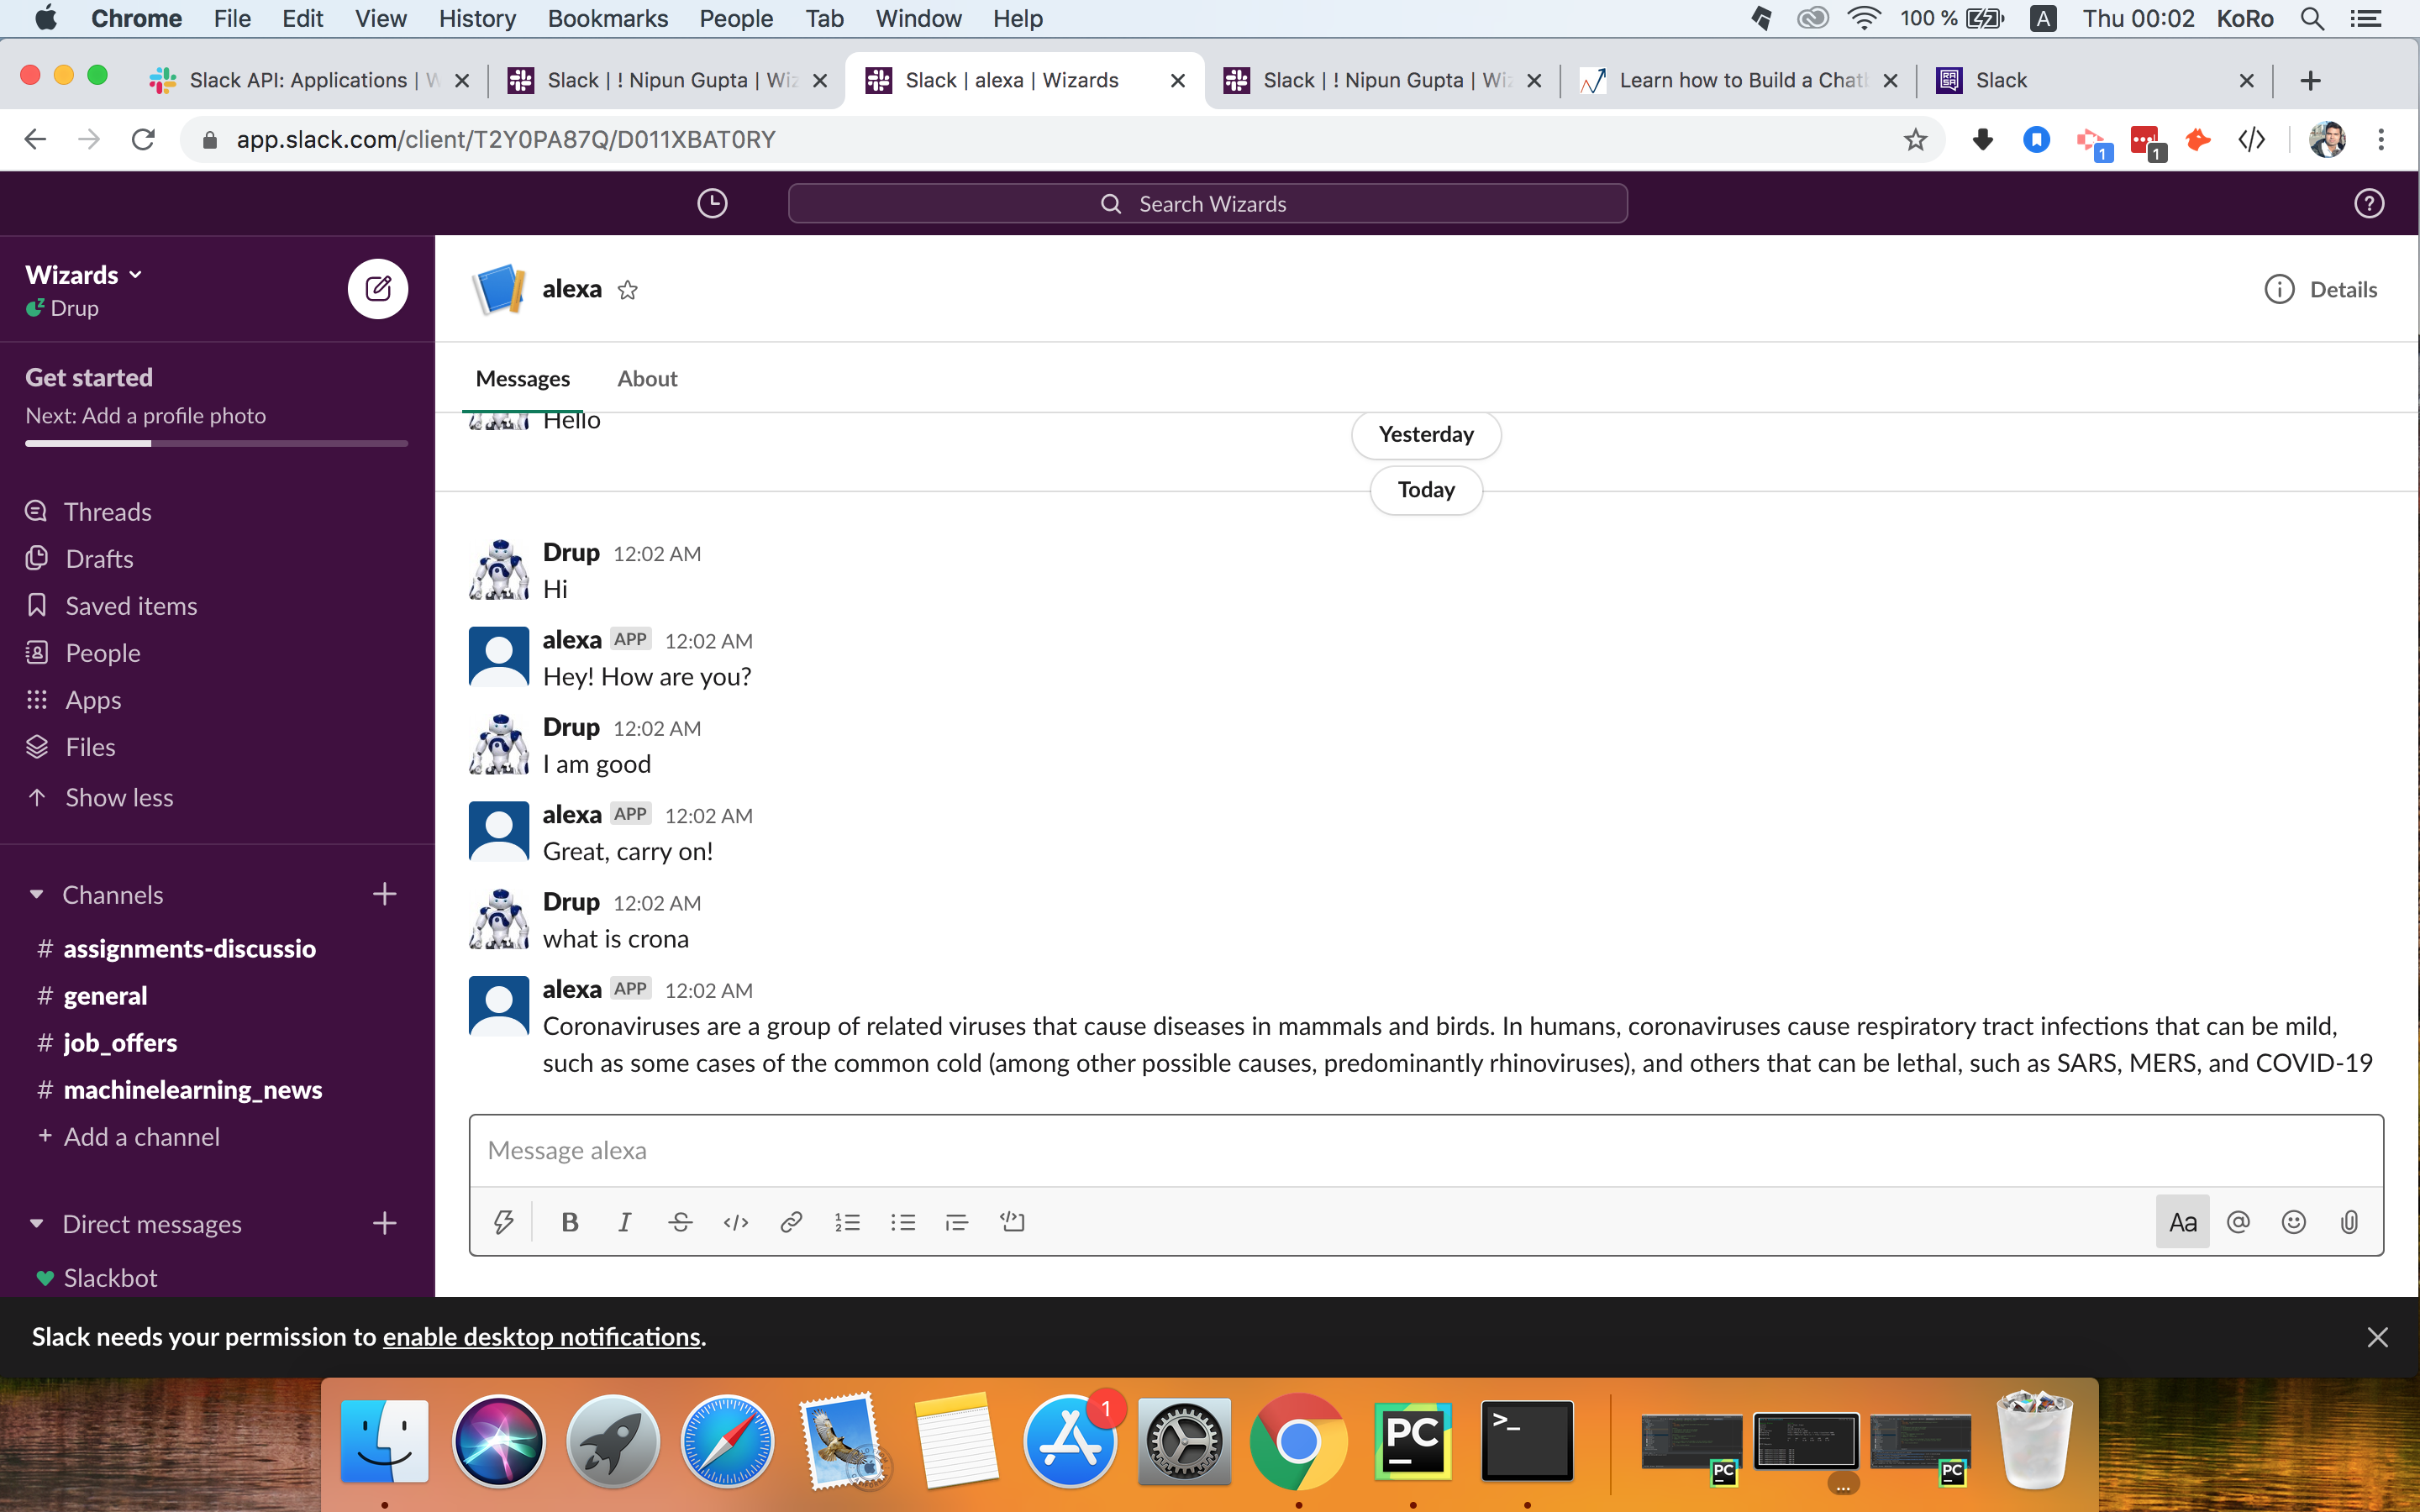 Chrome File Edit View History Bookmarks People Tab Window Help 100 % A Thu 00:02 KoRo
Slack API: Applications | W Slack | ! Nipun Gupta | Wiz Slack | alexa | Wizards Slack | ! Nipun Gupta | Wiz Learn how to Build a Chatb RASA Slack
app.slack.com/client/T2Y0PA87Q/D011XBAT0RY 1 1
Search Wizards
Wizards
Drup
alexa
Details
Get started
Next: Add a profile photo
Messages About
Hello
Yesterday
Today
Threads
Drafts
Saved items
People
Apps
Files
Show less
Channels
# assignments-discussio
# general
# job_offers
# machinelearning_news
+ Add a channel
Direct messages
Slackbot
Drup 12:02 AM
Hi
alexa APP 12:02 AM
Hey! How are you?
Drup 12:02 AM
I am good
alexa APP 12:02 AM
Great, carry on!
Drup 12:02 AM
what is crona
alexa APP 12:02 AM
Coronaviruses are a group of related viruses that cause diseases in mammals and birds. In humans, coronaviruses cause respiratory tract infections that can be mild,
such as some cases of the common cold (among other possible causes, predominantly rhinoviruses), and others that can be lethal, such as SARS, MERS, and COVID-19
Message alexa
B I S </> Aa @
Slack needs your permission to enable desktop notifications.
1
PC >_ PC ... PC